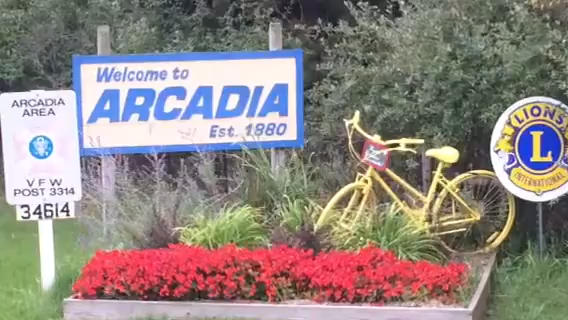 Welcome to
ARCADIA
Est. 1880
ARCADIA
AREA
V F W
POST 3314
34614
LIONS
L
INTERNATIONAL